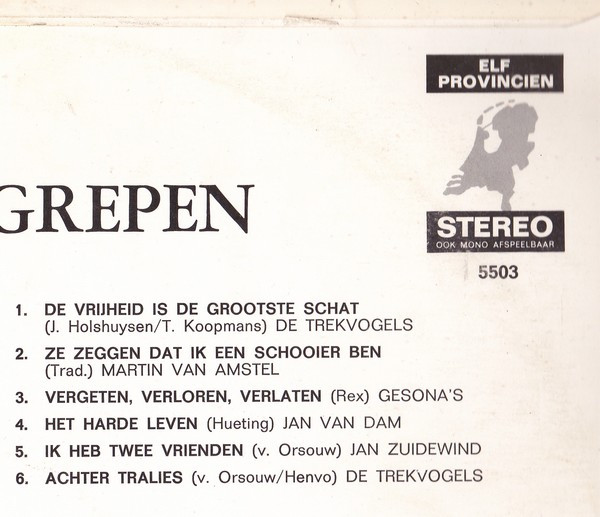 ELF
PROVINCIEN
GREPEN
STEREO
OOK MONO AFSPEELBAAR
5503
1. DE VRIJHEID IS DE GROOTSTE SCHAT
(J. Holshuysen/T. Koopmans) DE TREKVOGELS
2. ZE ZEGGEN DAT IK EEN SCHOOIER BEN
(Trad.) MARTIN VAN AMSTEL
3. VERGETEN, VERLOREN, VERLATEN (Rex) GESONA'S
4. HET HARDE LEVEN (Hueting) JAN VAN DAM
5. IK HEB TWEE VRIENDEN (v. Orsouw) JAN ZUIDEWIND
6. ACHTER TRALIES (v. Orsouw/Henvo) DE TREKVOGELS